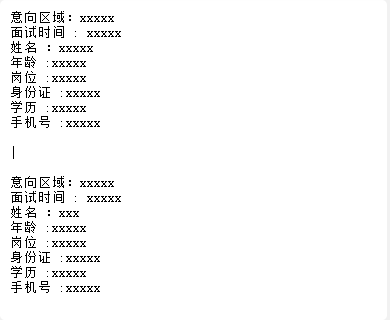 意向区域：xxxxx
面试时间 : xxxxx
姓名 : xxxxx
年龄 :xxxxx
岗位 :xxxxx
身份证 :xxxxx
学历 :xxxxx
手机号 :xxxxx
意向区域：xxxxx
面试时间 : xxxxx
姓名 : xxx
年龄 :xxxxx
岗位 :xxxxx
身份证 :xxxxx
学历 :xxxxx
手机号 :xxxxx